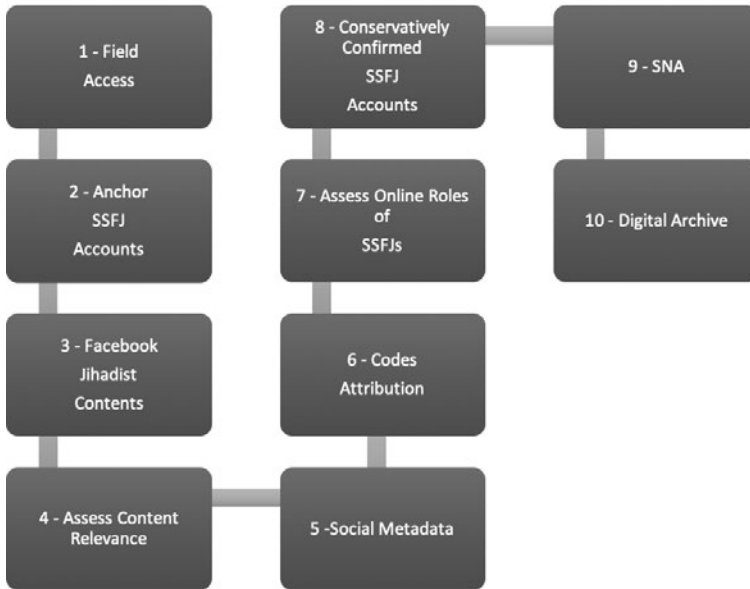 1 - Field
Access
2 - Anchor
SSFJ
Accounts
3 - Facebook
Jihadist
Contents
4 - Assess Content
Relevance
5 -Social Metadata
6 - Codes
Attribution
7 - Assess Online Roles
of
SSFJs
8 - Conservatively
Confirmed
SSFJ
Accounts
9 - SNA
10 - Digital Archive